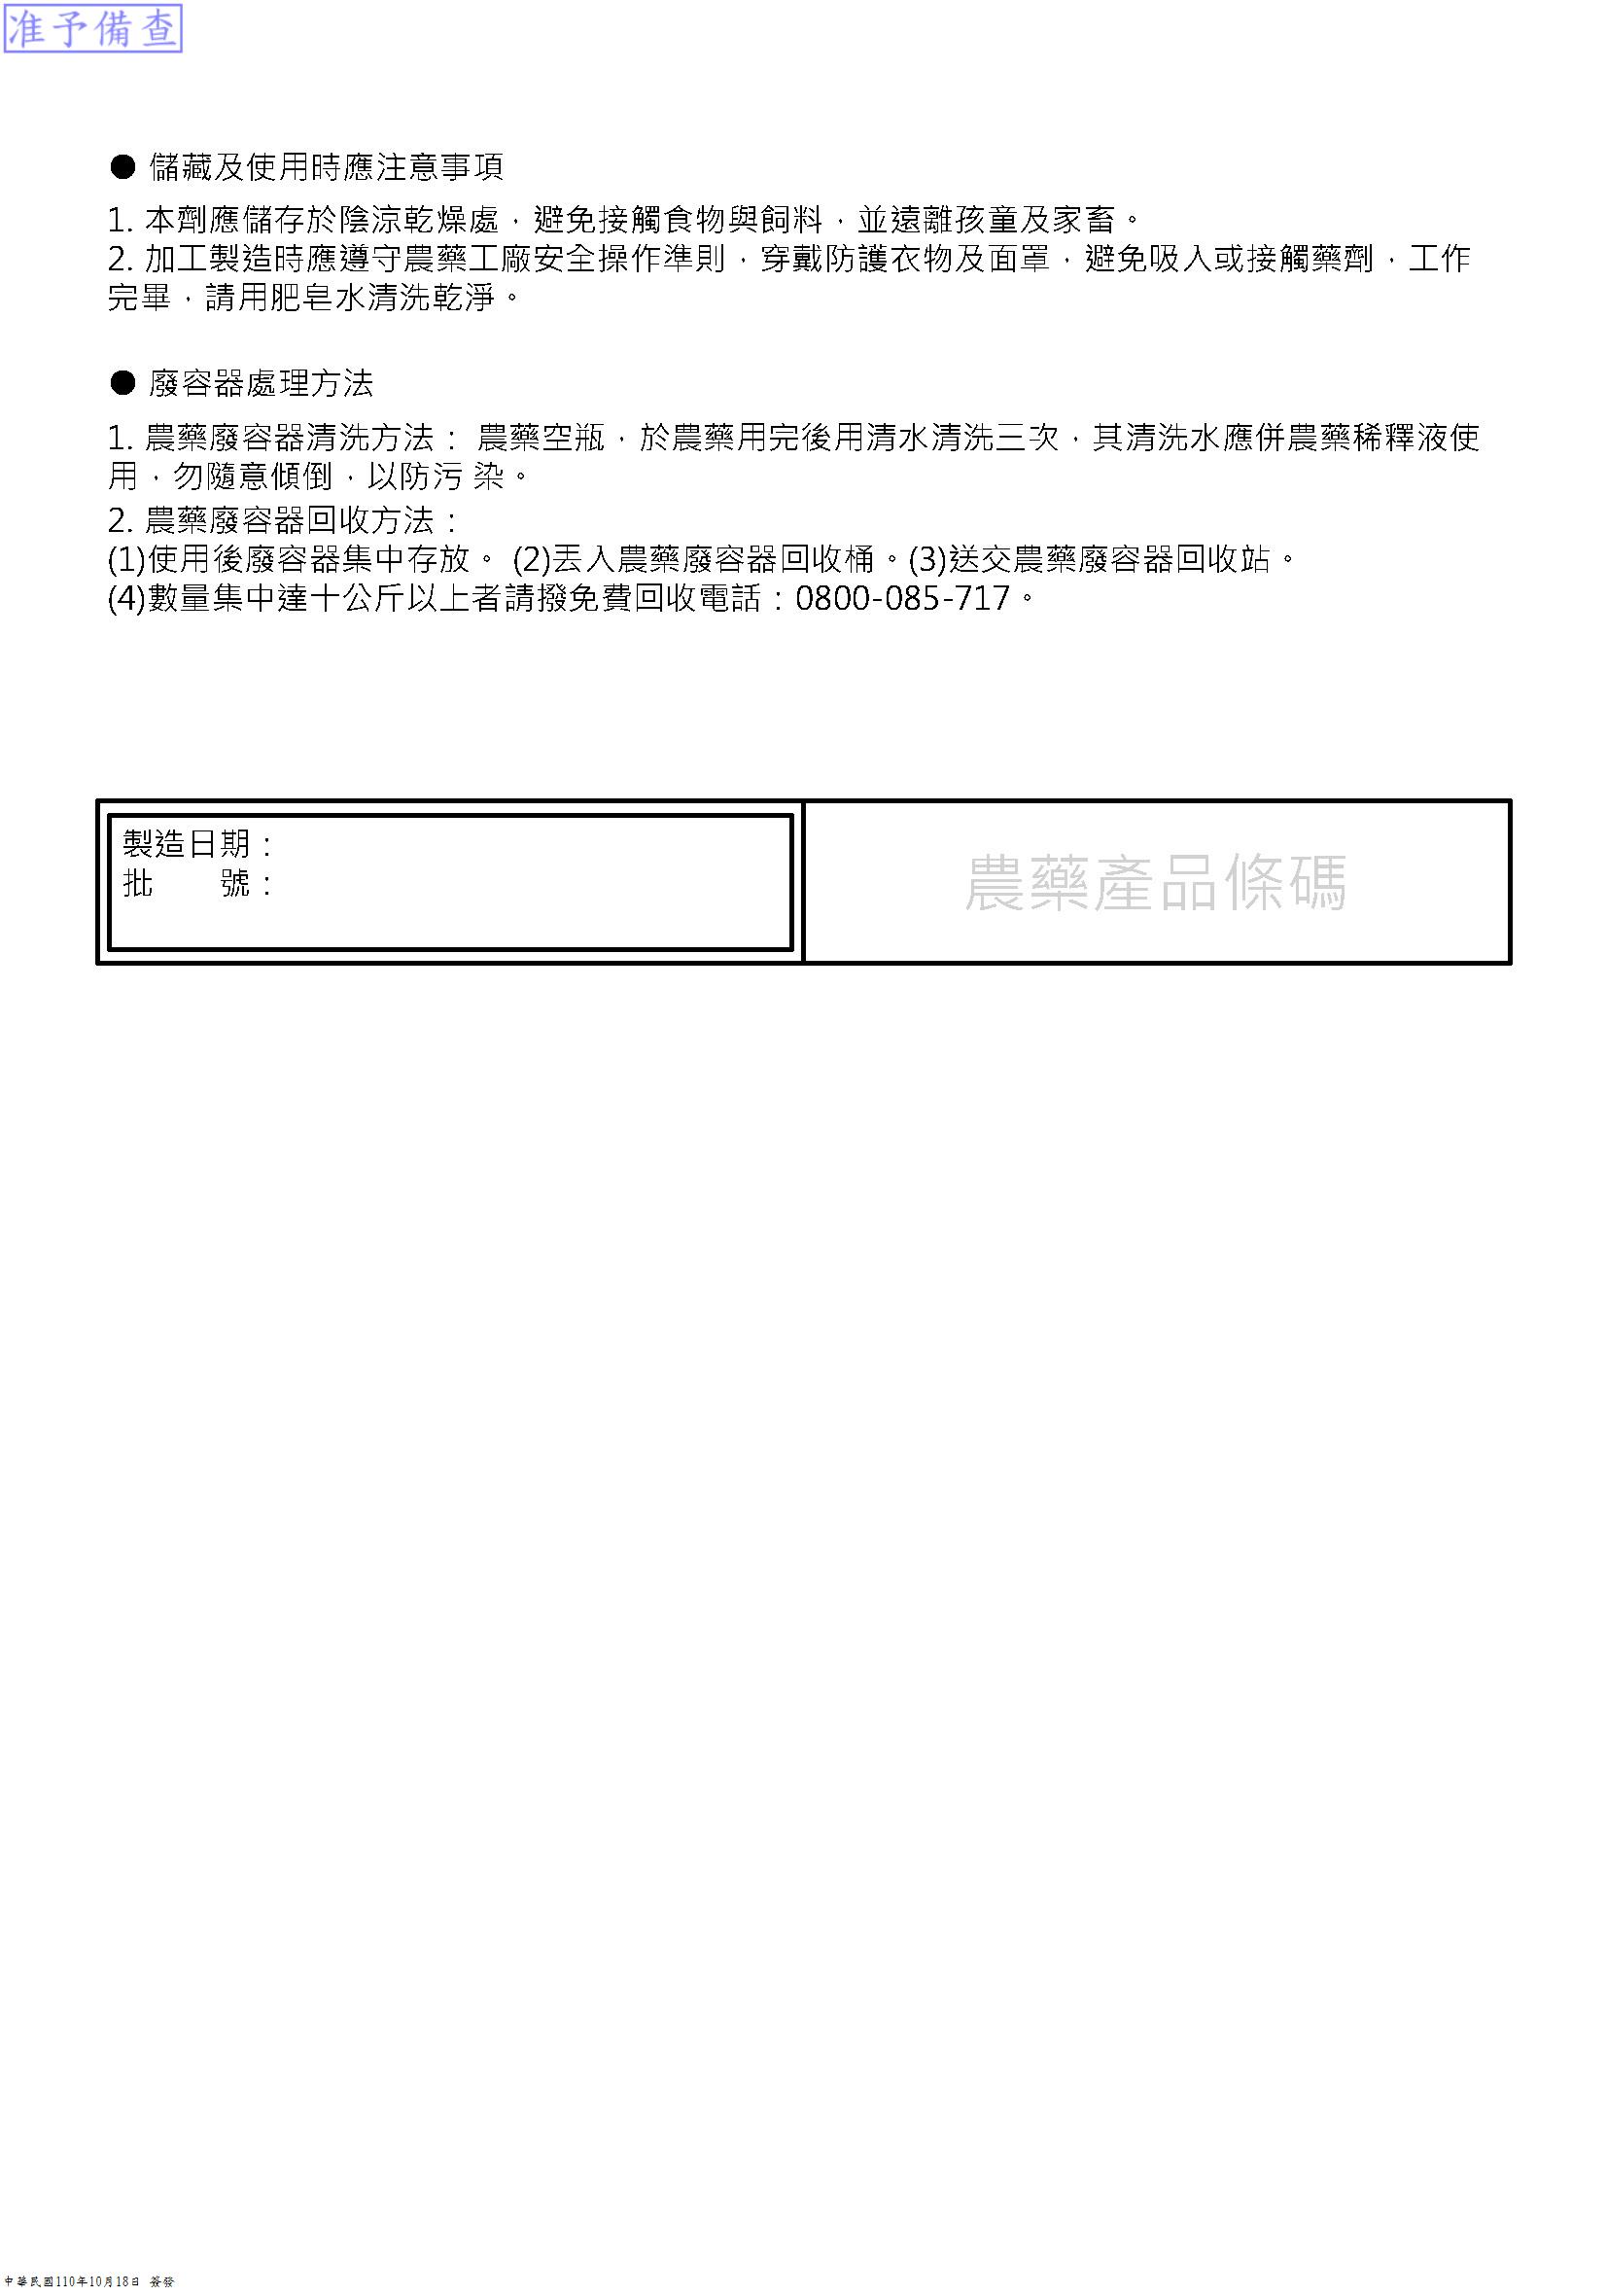 准予備查
● 儲藏及使用時應注意事項
1. 本劑應儲存於陰涼乾燥處，避免接觸食物與飼料，並遠離孩童及家畜。
2. 加工製造時應遵守農藥工廠安全操作準則，穿戴防護衣物及面罩，避免吸入或接觸藥劑，工作
完畢，請用肥皂水清洗乾淨。
● 廢容器處理方法
1. 農藥廢容器清洗方法： 農藥空瓶，於農藥用完後用清水清洗三次，其清洗水應併農藥稀釋液使
用，勿隨意傾倒，以防污 染。
2. 農藥廢容器回收方法：
(1)使用後廢容器集中存放。 (2)丟入農藥廢容器回收桶。(3)送交農藥廢容器回收站。
(4)數量集中達十公斤以上者請撥免費回收電話：0800-085-717。
製造日期：
批　　號：
農藥產品條碼
中華民國110年10月18日 簽發